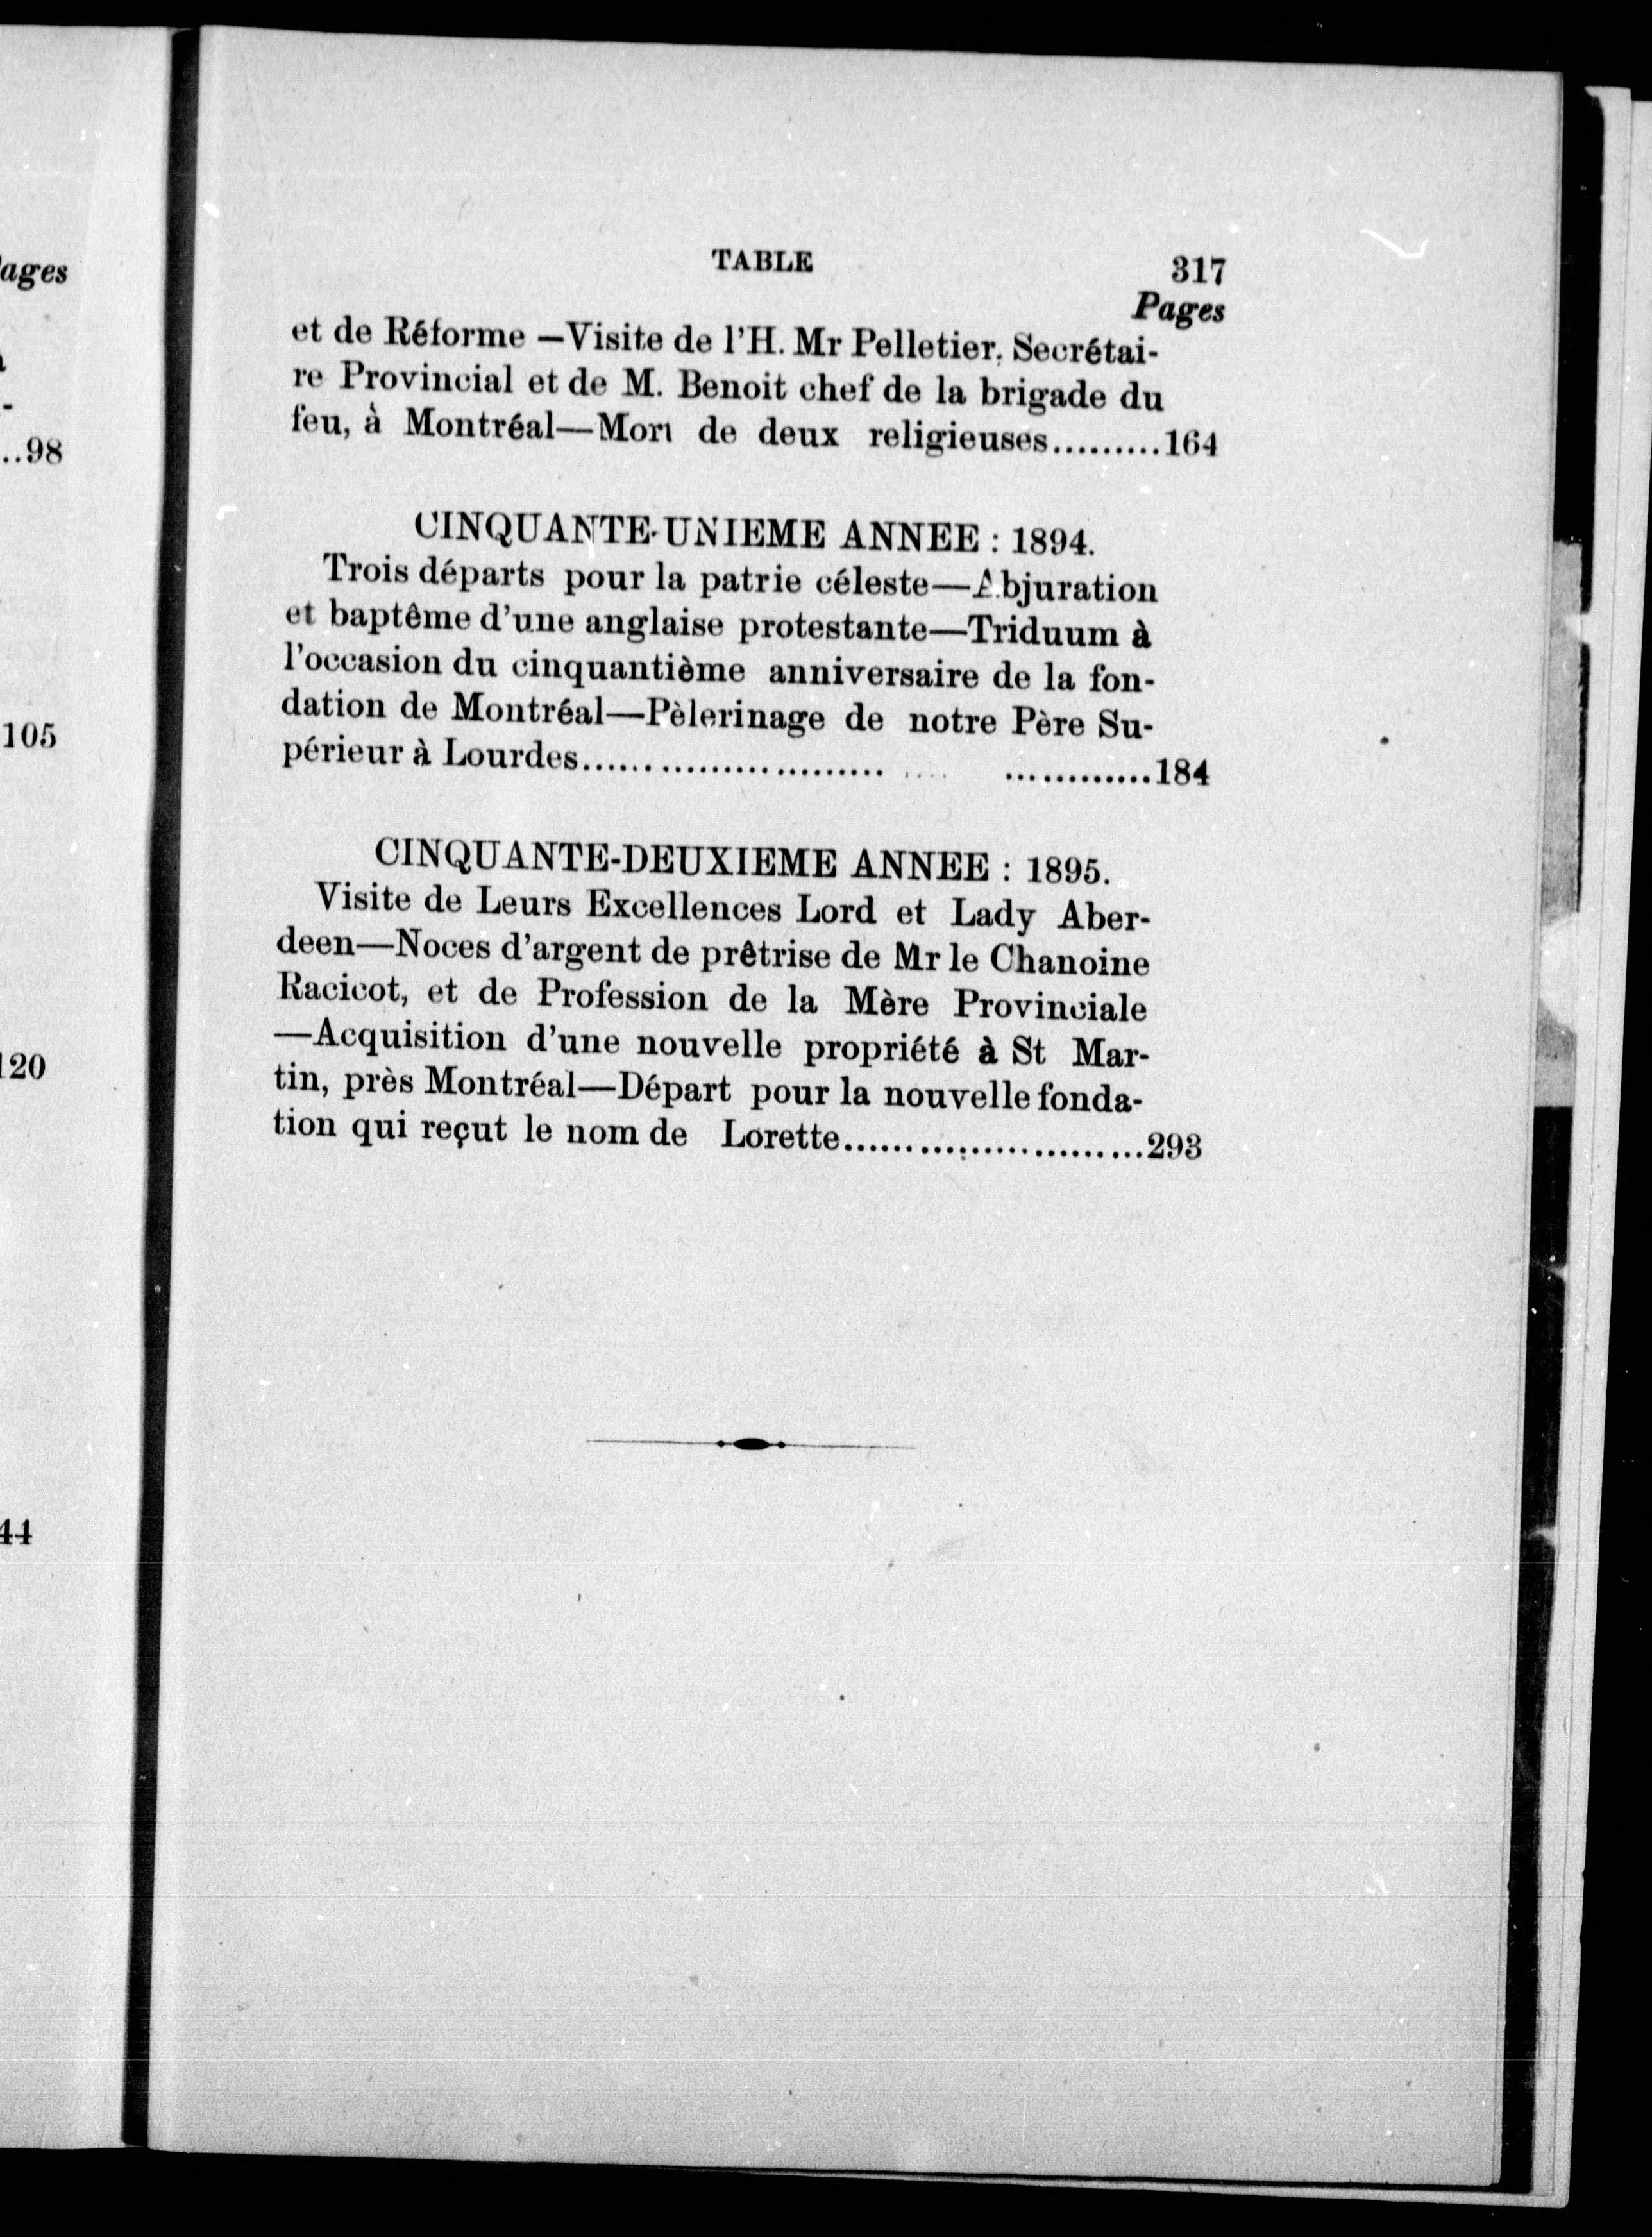 ages
..98
105
120
44
TABLE 317
Pages
et de Réforme —Visite de l'H. Mr Pelletier, Secrétai-
re Provincial et de M. Benoit chef de la brigade du
feu, à Montréal—Mort de deux religieuses.........164
CINQUANTE-UNIEME ANNEE : 1894.
Trois départs pour la patrie céleste—Abjuration
et baptême d'une anglaise protestante—Triduum à
l'occasion du cinquantième anniversaire de la fon-
dation de Montréal—Pèlerinage de notre Père Su-
périeur à Lourdes.......................... .... ............184
CINQUANTE-DEUXIEME ANNEE : 1895.
Visite de Leurs Excellences Lord et Lady Aber-
deen—Noces d'argent de prêtrise de Mr le Chanoine
Racicot, et de Profession de la Mère Provinciale
—Acquisition d'une nouvelle propriété à St Mar-
tin, près Montréal—Départ pour la nouvelle fonda-
tion qui reçut le nom de Lorette.........................293